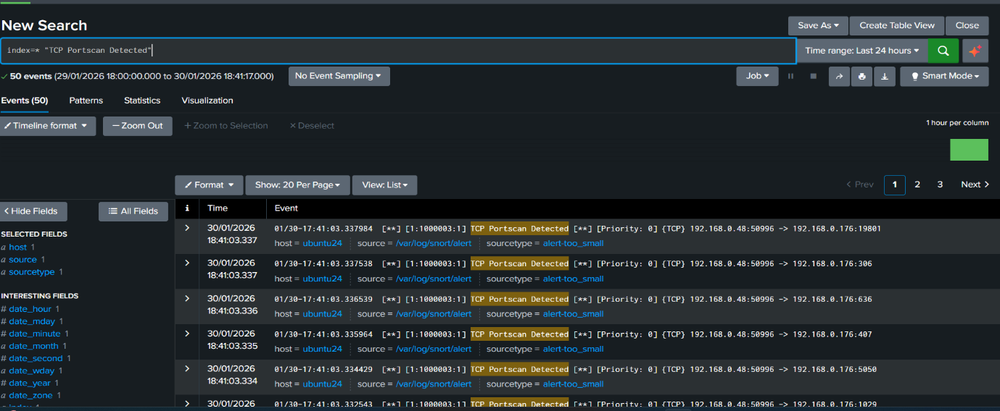 New Search
Save As
Create Table View
Close
index=* "TCP Portscan Detected"
Time range: Last 24 hours
50 events (29/01/2026 18:00:00.000 to 30/01/2026 18:41:17.000)
No Event Sampling
Job
Smart Mode
Events (50)
Patterns
Statistics
Visualization
Timeline format
— Zoom Out
+ Zoom to Selection
× Deselect
1 hour per column
Format
Show: 20 Per Page
View: List
< Prev
1
2
3
Next >
< Hide Fields
All Fields
i
Time
Event
SELECTED FIELDS
a host 1
a source 1
a sourcetype 1
INTERESTING FIELDS
# date_hour 1
# date_mday 1
# date_minute 1
a date_month 1
# date_second 1
a date_wday 1
# date_year 1
a date_zone 1
> 30/01/2026 18:41:03.337
01/30-17:41:03.337984 [**] [1:1000003:1] TCP Portscan Detected [**] [Priority: 0] {TCP} 192.168.0.48:50996 -> 192.168.0.176:19801
host = ubuntu24 source = /var/log/snort/alert sourcetype = alert-too_small
> 30/01/2026 18:41:03.337
01/30-17:41:03.337538 [**] [1:1000003:1] TCP Portscan Detected [**] [Priority: 0] {TCP} 192.168.0.48:50996 -> 192.168.0.176:306
host = ubuntu24 source = /var/log/snort/alert sourcetype = alert-too_small
> 30/01/2026 18:41:03.336
01/30-17:41:03.336539 [**] [1:1000003:1] TCP Portscan Detected [**] [Priority: 0] {TCP} 192.168.0.48:50996 -> 192.168.0.176:636
host = ubuntu24 source = /var/log/snort/alert sourcetype = alert-too_small
> 30/01/2026 18:41:03.335
01/30-17:41:03.335964 [**] [1:1000003:1] TCP Portscan Detected [**] [Priority: 0] {TCP} 192.168.0.48:50996 -> 192.168.0.176:407
host = ubuntu24 source = /var/log/snort/alert sourcetype = alert-too_small
> 30/01/2026 18:41:03.334
01/30-17:41:03.334429 [**] [1:1000003:1] TCP Portscan Detected [**] [Priority: 0] {TCP} 192.168.0.48:50996 -> 192.168.0.176:5050
host = ubuntu24 source = /var/log/snort/alert sourcetype = alert-too_small
> 30/01/2026
01/30-17:41:03.332543 [**] [1:1000003:1] TCP Portscan Detected [**] [Priority: 0] {TCP} 192.168.0.48:50996 -> 192.168.0.176:1029